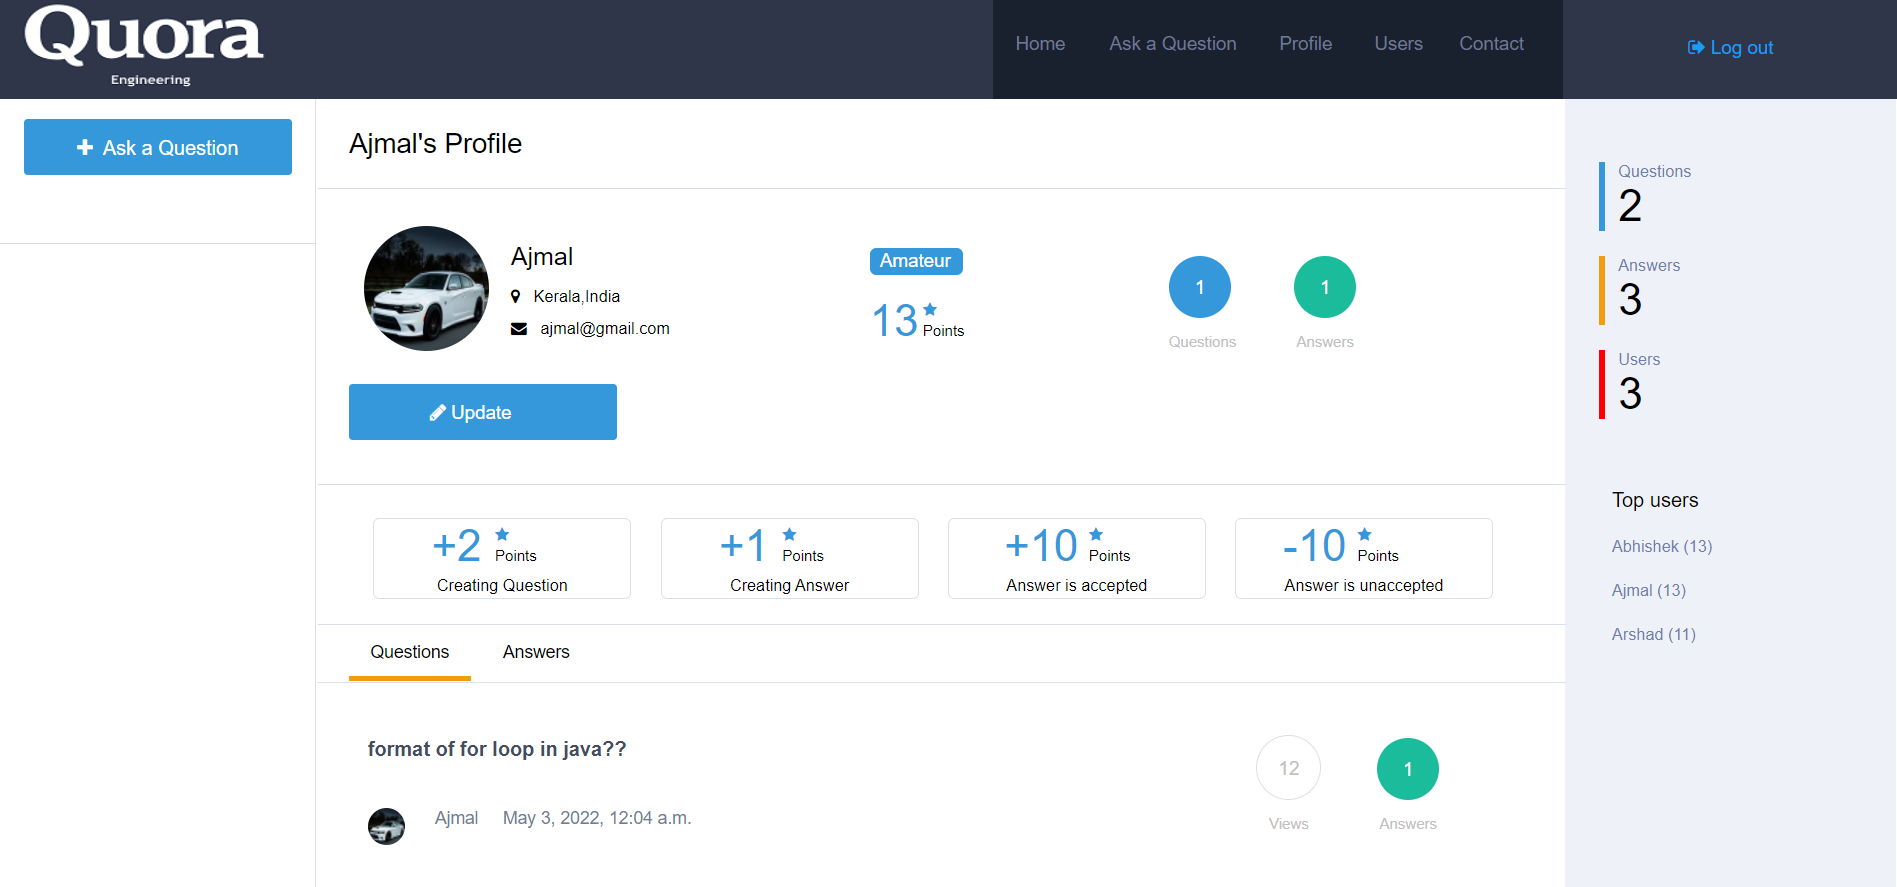 Quora
Engineering
Home Ask a Question Profile Users Contact
Log out
Ask a Question
Ajmal's Profile
Ajmal
Kerala,India
ajmal@gmail.com
Amateur
13 Points
1
Questions
1
Answers
Update
+2 Points
Creating Question
+1 Points
Creating Answer
+10 Points
Answer is accepted
-10 Points
Answer is unaccepted
Questions Answers
format of for loop in java??
Ajmal May 3, 2022, 12:04 a.m.
12
Views
1
Answers
Questions
2
Answers
3
Users
3
Top users
Abhishek (13)
Ajmal (13)
Arshad (11)